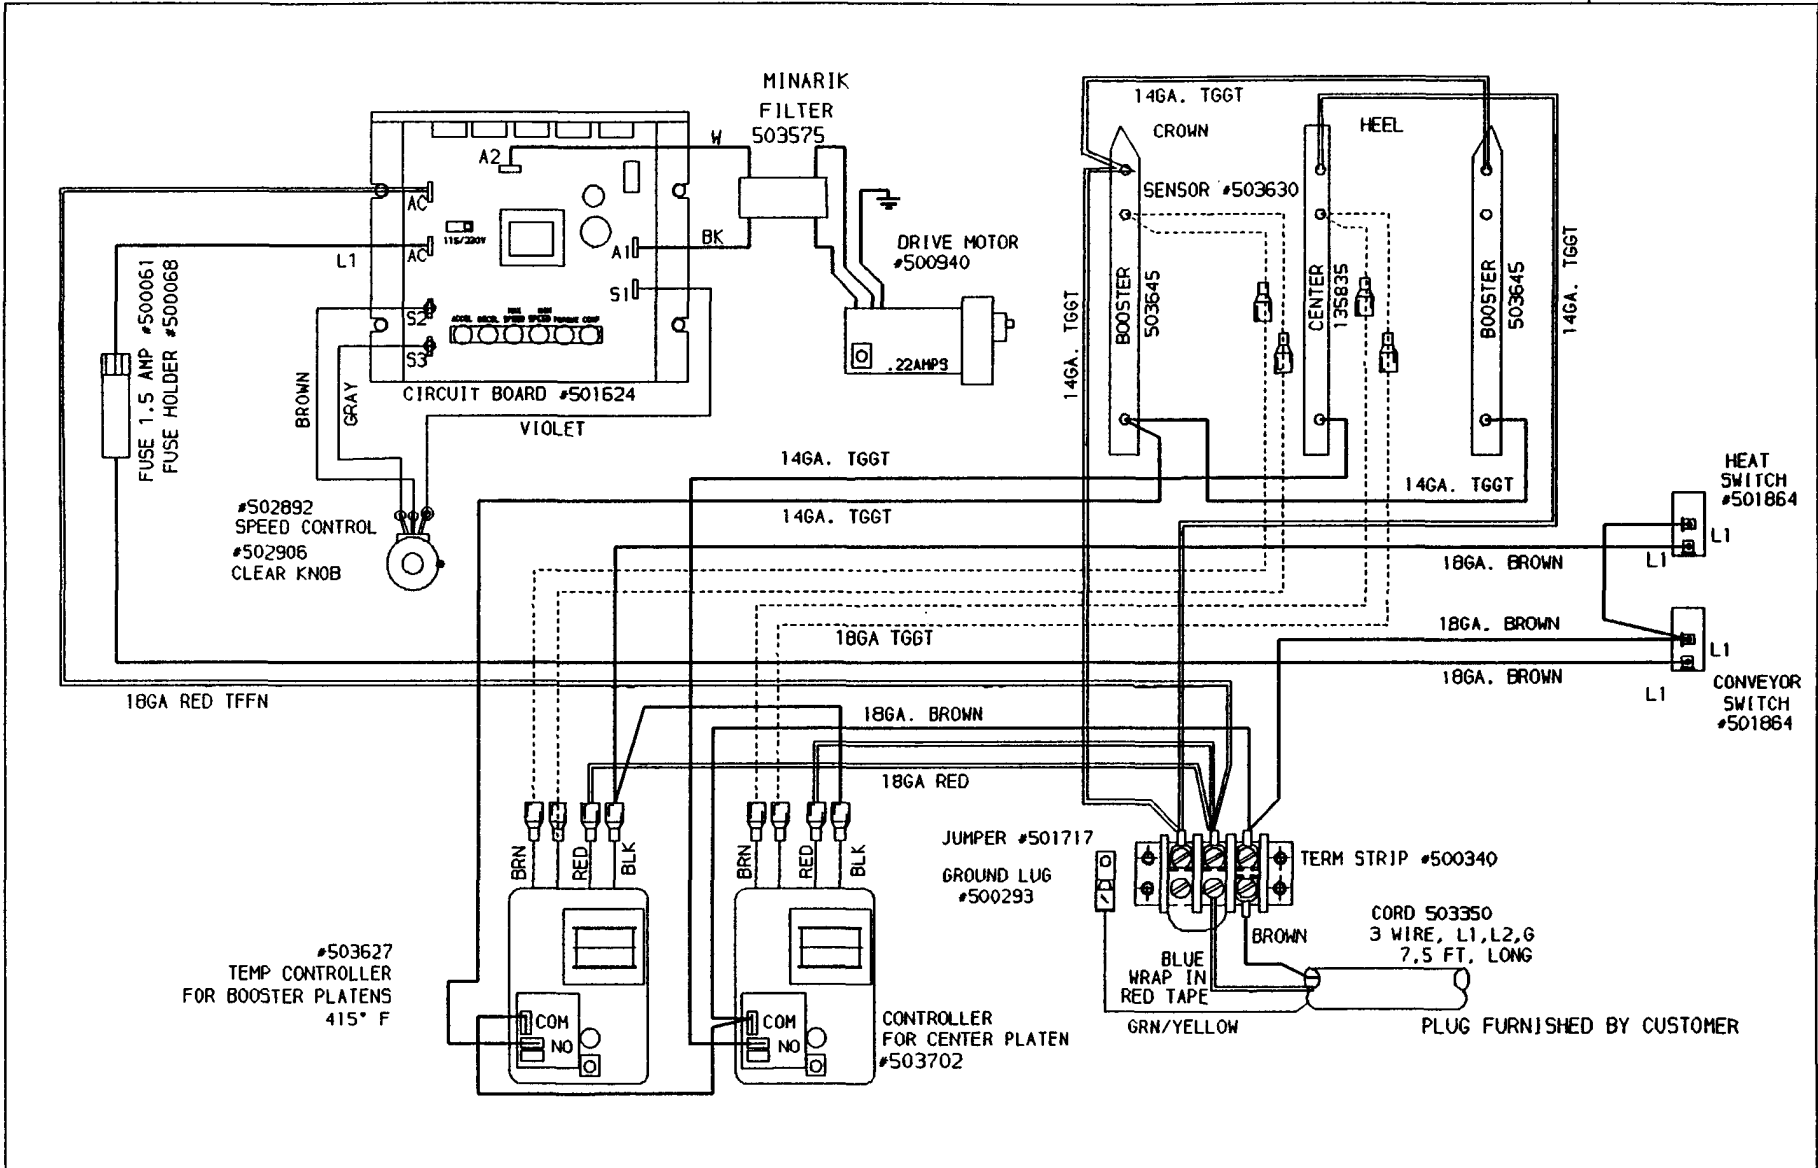 MINARIK
FILTER
503575
W
A2
AC
115/230V
AC
L1
A1
BK
S1
S2
S3
ACCEL
DECEL
SPEED
SPEED
TORQUE
COMP
CIRCUIT BOARD #501624
FUSE 1.5 AMP #500061
FUSE HOLDER #500068
BROWN
GRAY
VIOLET
#502892
SPEED CONTROL
#502906
CLEAR KNOB
DRIVE MOTOR
#500940
.22AMPS
14GA. TGGT
CROWN
HEEL
SENSOR #503630
14GA. TGGT
BOOSTER
503645
CENTER
135835
BOOSTER
503645
14GA. TGGT
14GA. TGGT
14GA. TGGT
14GA. TGGT
HEAT
SWITCH
#501864
L1
L1
18GA. BROWN
18GA. BROWN
18GA TGGT
L1
18GA. BROWN
L1
CONVEYOR
SWITCH
#501864
18GA RED TFFN
18GA. BROWN
18GA RED
BRN
RED
BLK
BRN
RED
BLK
JUMPER #501717
GROUND LUG
#500293
TERM STRIP #500340
CORD 503350
3 WIRE, L1,L2,G
7.5 FT. LONG
BROWN
BLUE
WRAP IN
RED TAPE
GRN/YELLOW
PLUG FURNISHED BY CUSTOMER
#503627
TEMP CONTROLLER
FOR BOOSTER PLATENS
415° F
COM
NO
COM
NO
CONTROLLER
FOR CENTER PLATEN
#503702